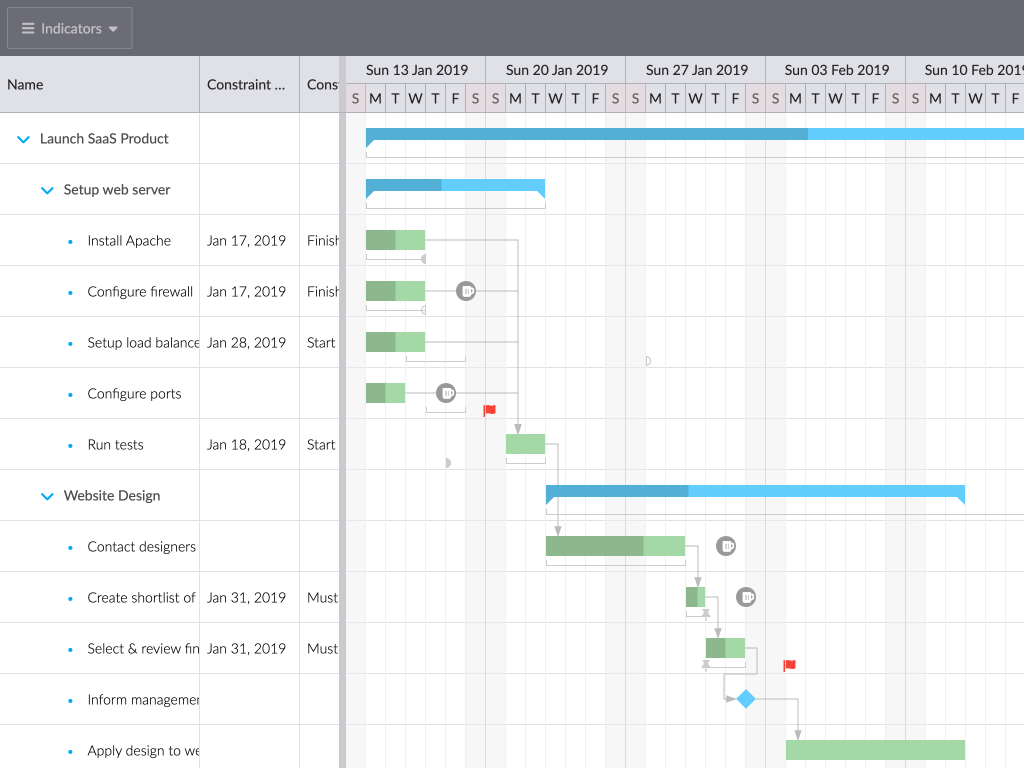 Indicators
Name Constraint ... Cons Sun 13 Jan 2019 Sun 20 Jan 2019 Sun 27 Jan 2019 Sun 03 Feb 2019 Sun 10 Feb 2019
S M T W T F S S M T W T F S S M T W T F S S M T W T F S S M T W T F
Launch SaaS Product
Setup web server
Install Apache Jan 17, 2019 Finish
Configure firewall Jan 17, 2019 Finish
Setup load balance Jan 28, 2019 Start
Configure ports
Run tests Jan 18, 2019 Start
Website Design
Contact designers
Create shortlist of Jan 31, 2019 Must
Select & review fin Jan 31, 2019 Must
Inform managemen
Apply design to we